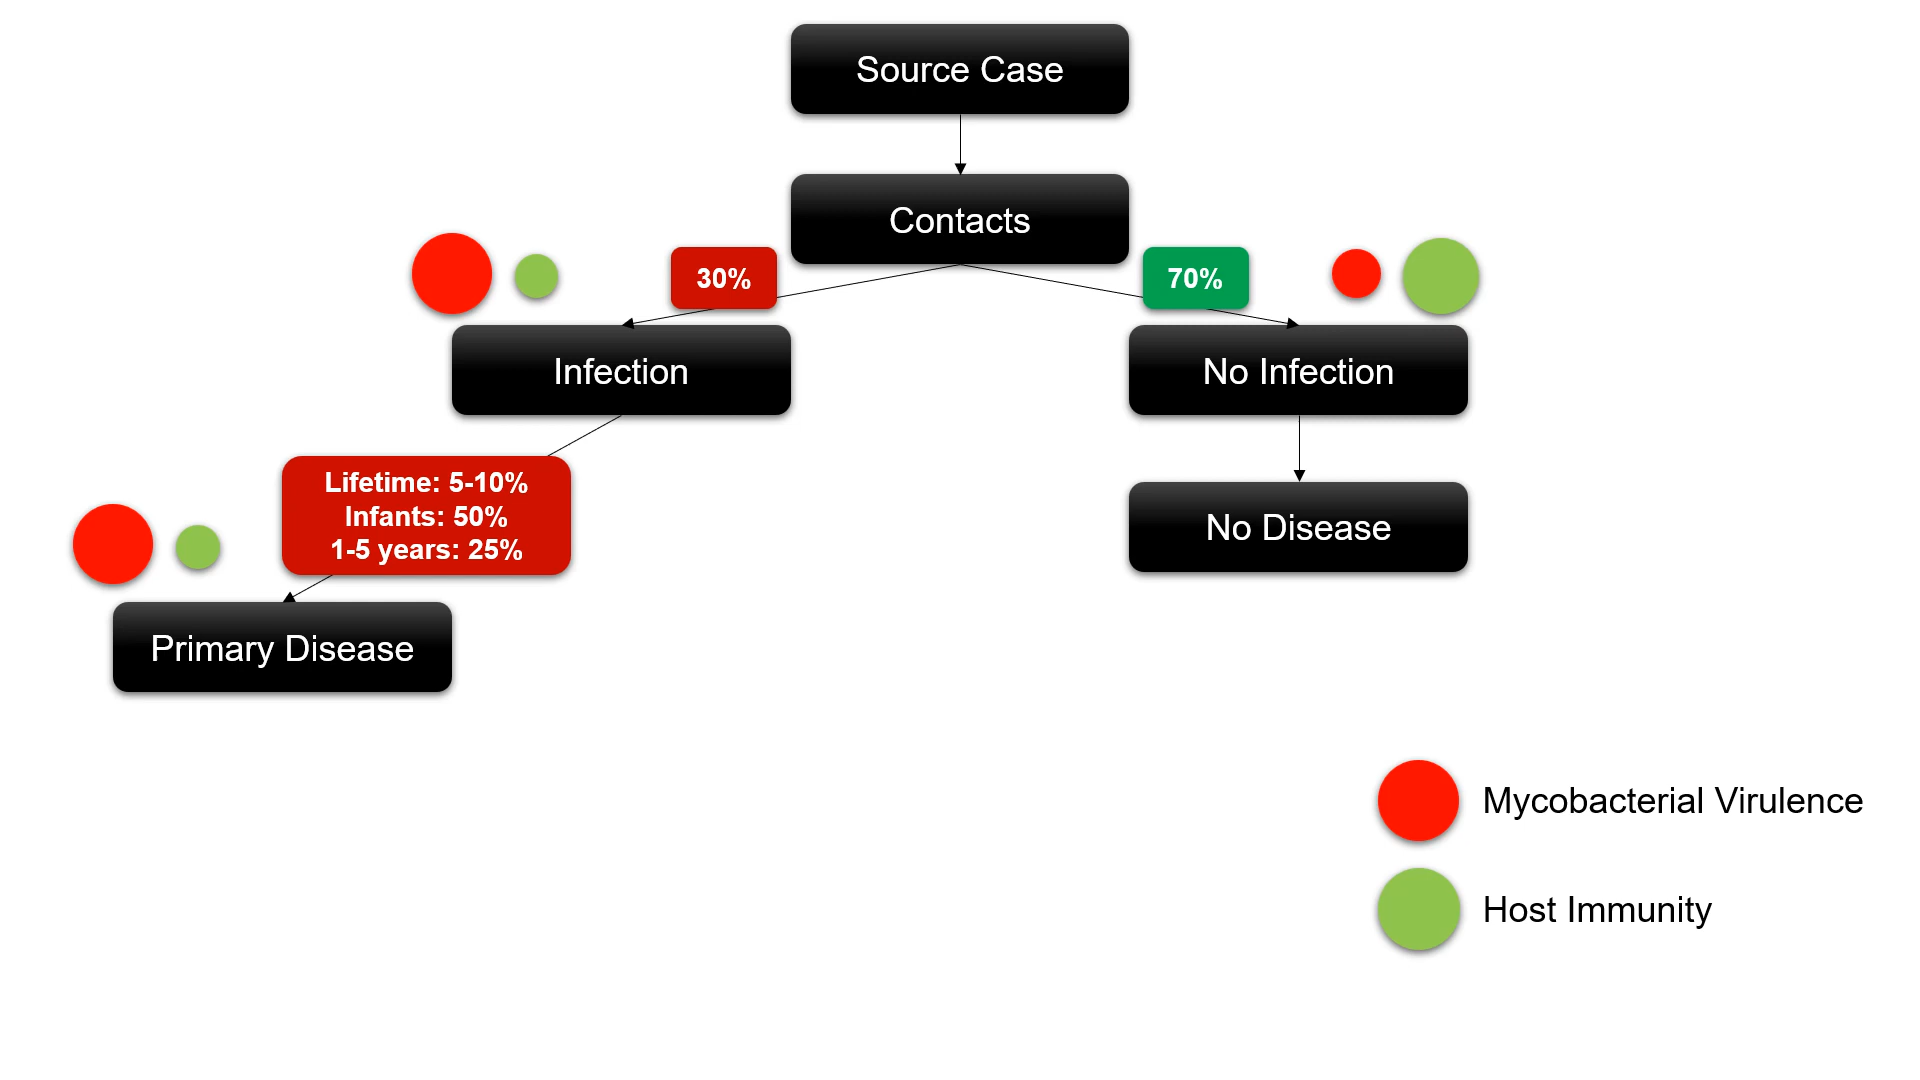 Source Case
Contacts
30%
70%
Infection
No Infection
Lifetime: 5-10%
Infants: 50%
1-5 years: 25%
No Disease
Primary Disease
Mycobacterial Virulence
Host Immunity